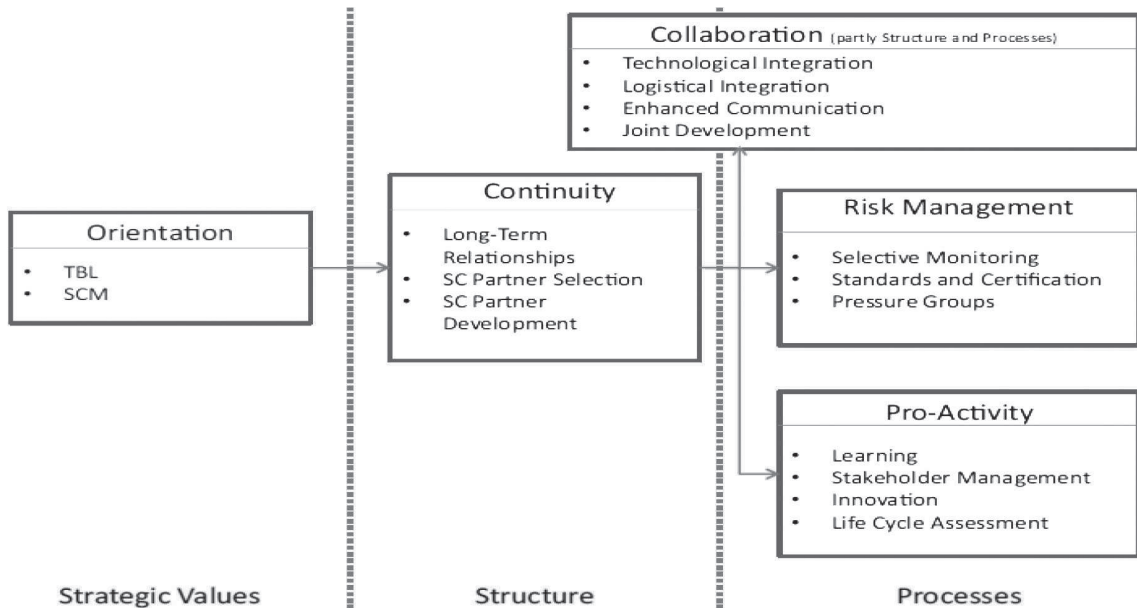 Collaboration (partly Structure and Processes)
• Technological Integration
• Logistical Integration
• Enhanced Communication
• Joint Development
Orientation
• TBL
• SCM
Continuity
• Long-Term
Relationships
• SC Partner Selection
• SC Partner
Development
Risk Management
• Selective Monitoring
• Standards and Certification
• Pressure Groups
Pro-Activity
• Learning
• Stakeholder Management
• Innovation
• Life Cycle Assessment
Strategic Values
Structure
Processes